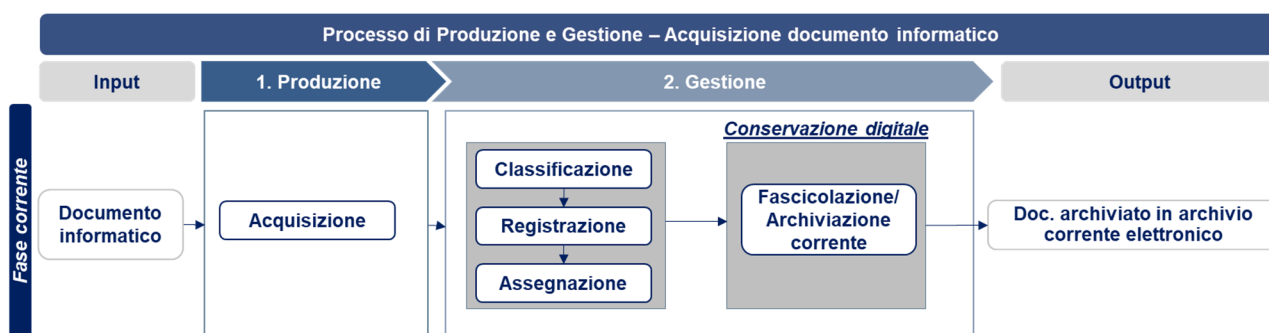 Processo di Produzione e Gestione – Acquisizione documento informatico
Input
1. Produzione
2. Gestione
Output
Fase corrente
Documento
informatico
Acquisizione
Classificazione
Registrazione
Assegnazione
Conservazione digitale
Fascicolazione/
Archiviazione
corrente
Doc. archiviato in archivio
corrente elettronico